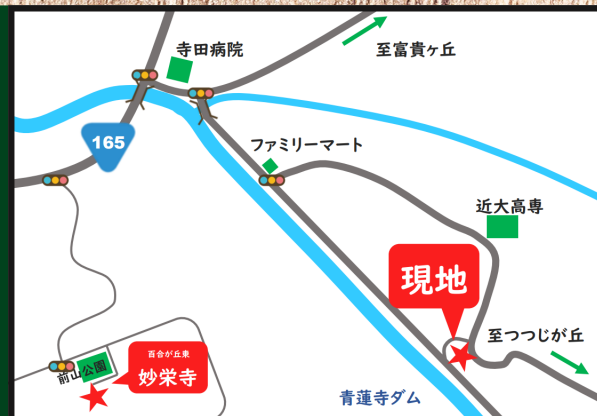 寺田病院
至富貴ヶ丘
165
ファミリーマート
近大高専
現地
至つつじが丘
百合が丘東
妙栄寺
前山公園
青蓮寺ダム